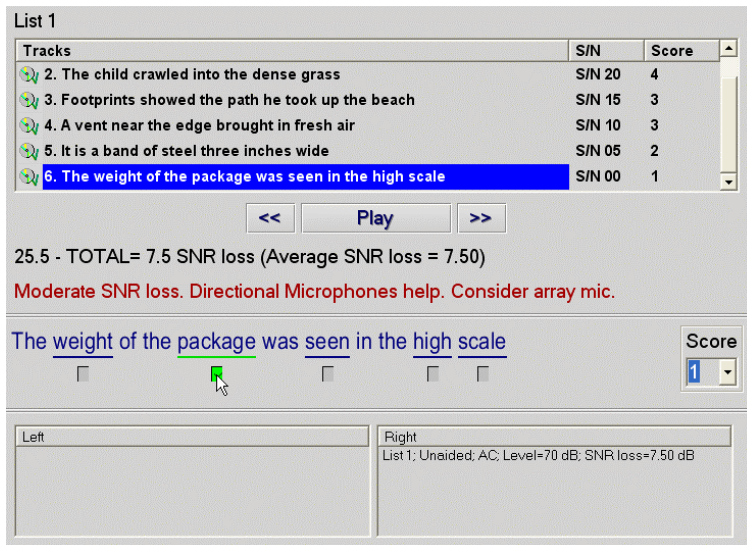 List 1
Tracks S/N Score
2. The child crawled into the dense grass S/N 20 4
3. Footprints showed the path he took up the beach S/N 15 3
4. A vent near the edge brought in fresh air S/N 10 3
5. It is a band of steel three inches wide S/N 05 2
6. The weight of the package was seen in the high scale S/N 00 1
<< Play >>
25.5 - TOTAL= 7.5 SNR loss (Average SNR loss = 7.50)
Moderate SNR loss. Directional Microphones help. Consider array mic.
The weight of the package was seen in the high scale
Score
1
Left Right
List 1; Unaided; AC; Level=70 dB; SNR loss=7.50 dB